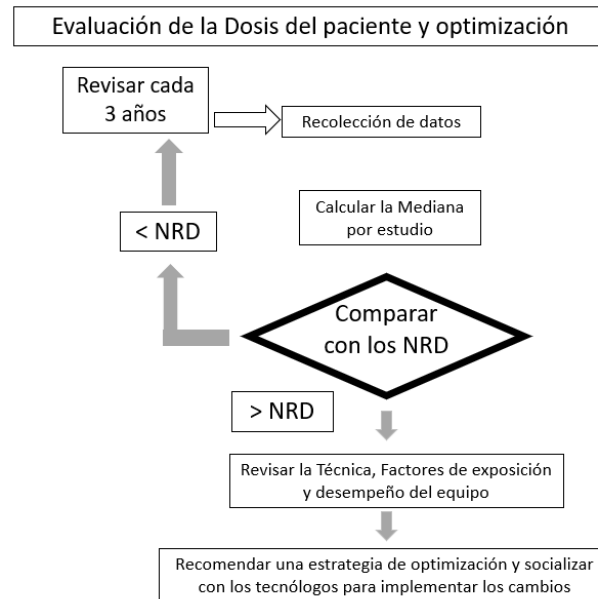 Evaluación de la Dosis del paciente y optimización
Revisar cada
3 años
Recolección de datos
Calcular la Mediana
por estudio
< NRD
Comparar
con los NRD
> NRD
Revisar la Técnica, Factores de exposición
y desempeño del equipo
Recomendar una estrategia de optimización y socializar
con los tecnólogos para implementar los cambios